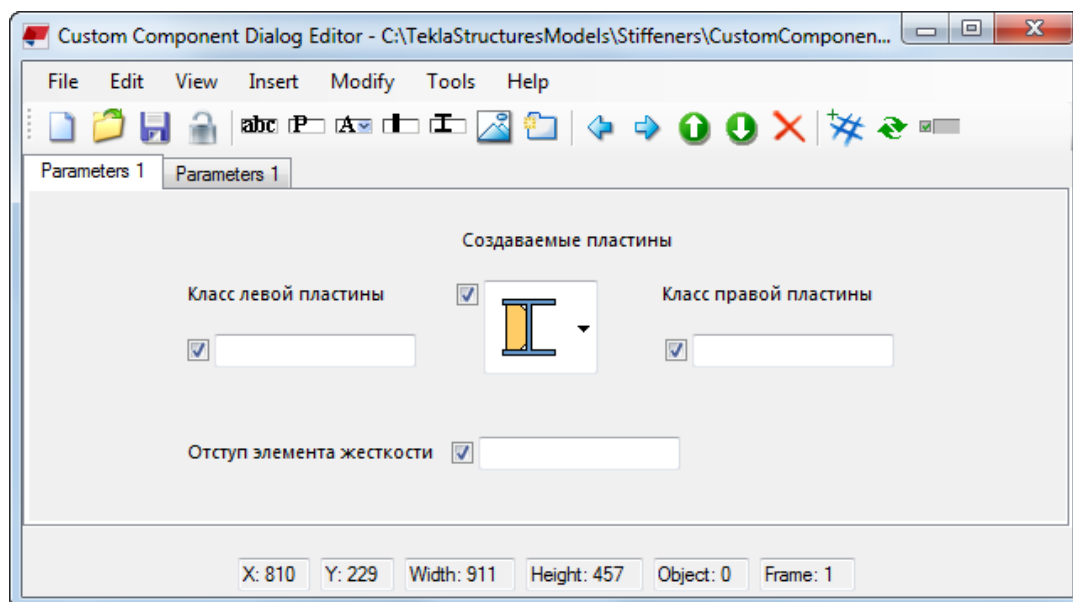 Custom Component Dialog Editor - C:\TeklaStructuresModels\Stiffeners\CustomComponen...
File Edit View Insert Modify Tools Help
abc P A
Parameters 1 Parameters 1
Создаваемые пластины
Класс левой пластины Класс правой пластины
Отступ элемента жесткости
X: 810 Y: 229 Width: 911 Height: 457 Object: 0 Frame: 1